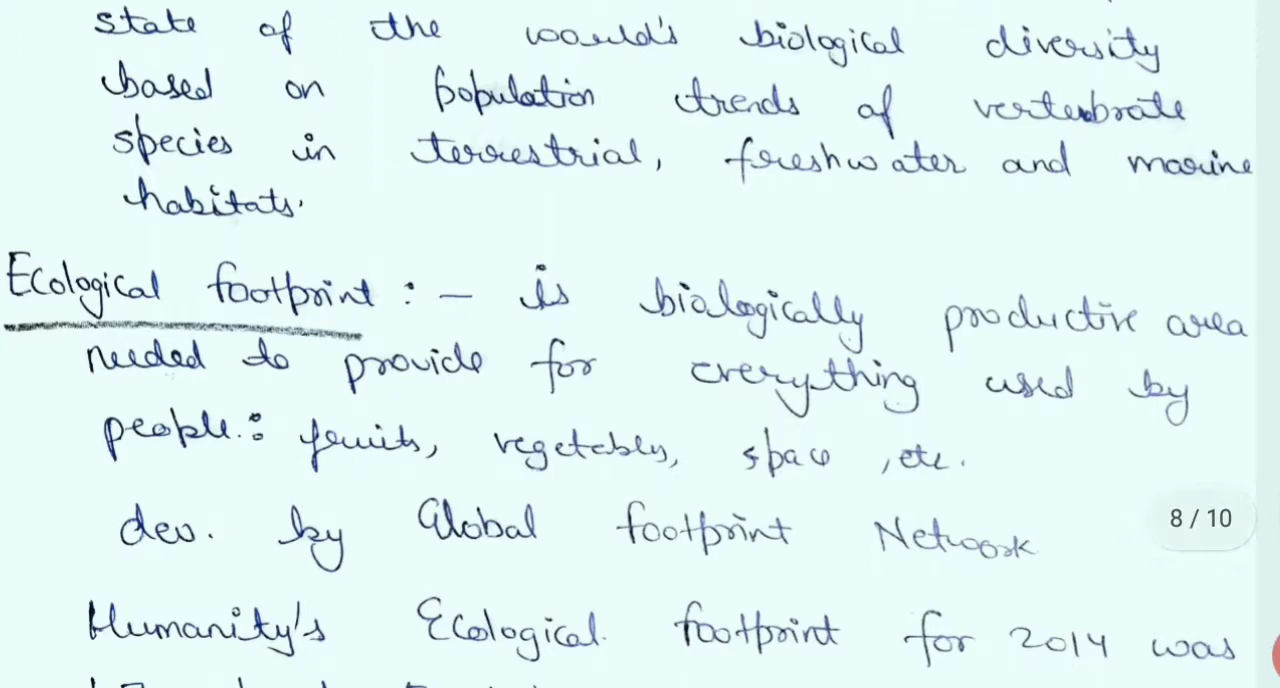 state of the world's biological diversity
based on population trends of vertebrate
species in terrestrial, freshwater and marine
habitats.
Ecological footprint : – is biologically productive area
needed to provide for everything used by
people. : fruits, vegetables, space, etc.
dev. by Global footprint Network
8 / 10
Humanity's Ecological footprint for 2014 was